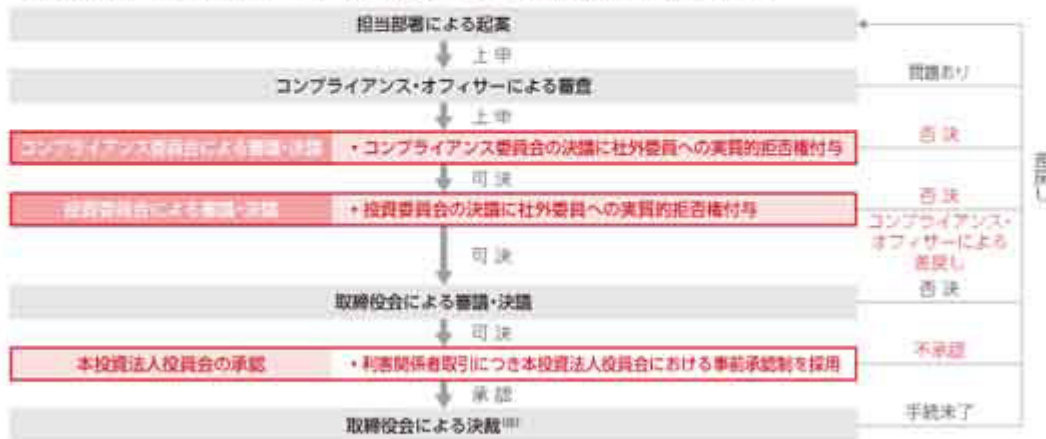 担当部署による起案
上申
コンプライアンス・オフィサーによる審査
問題あり
上申
コンプライアンス委員会による審議・決議
・コンプライアンス委員会の決議に社外委員への実質的拒否権付与
否決
可決
投資委員会による審議・決議
・投資委員会の決議に社外委員への実質的拒否権付与
否決
コンプライアンス・
オフィサーによる
差戻し
可決
取締役会による審議・決議
否決
可決
本投資法人役員会の承認
・利害関係者取引につき本投資法人役員会における事前承認制を採用
不承認
承認
取締役会による決裁
手続未了
差戻し